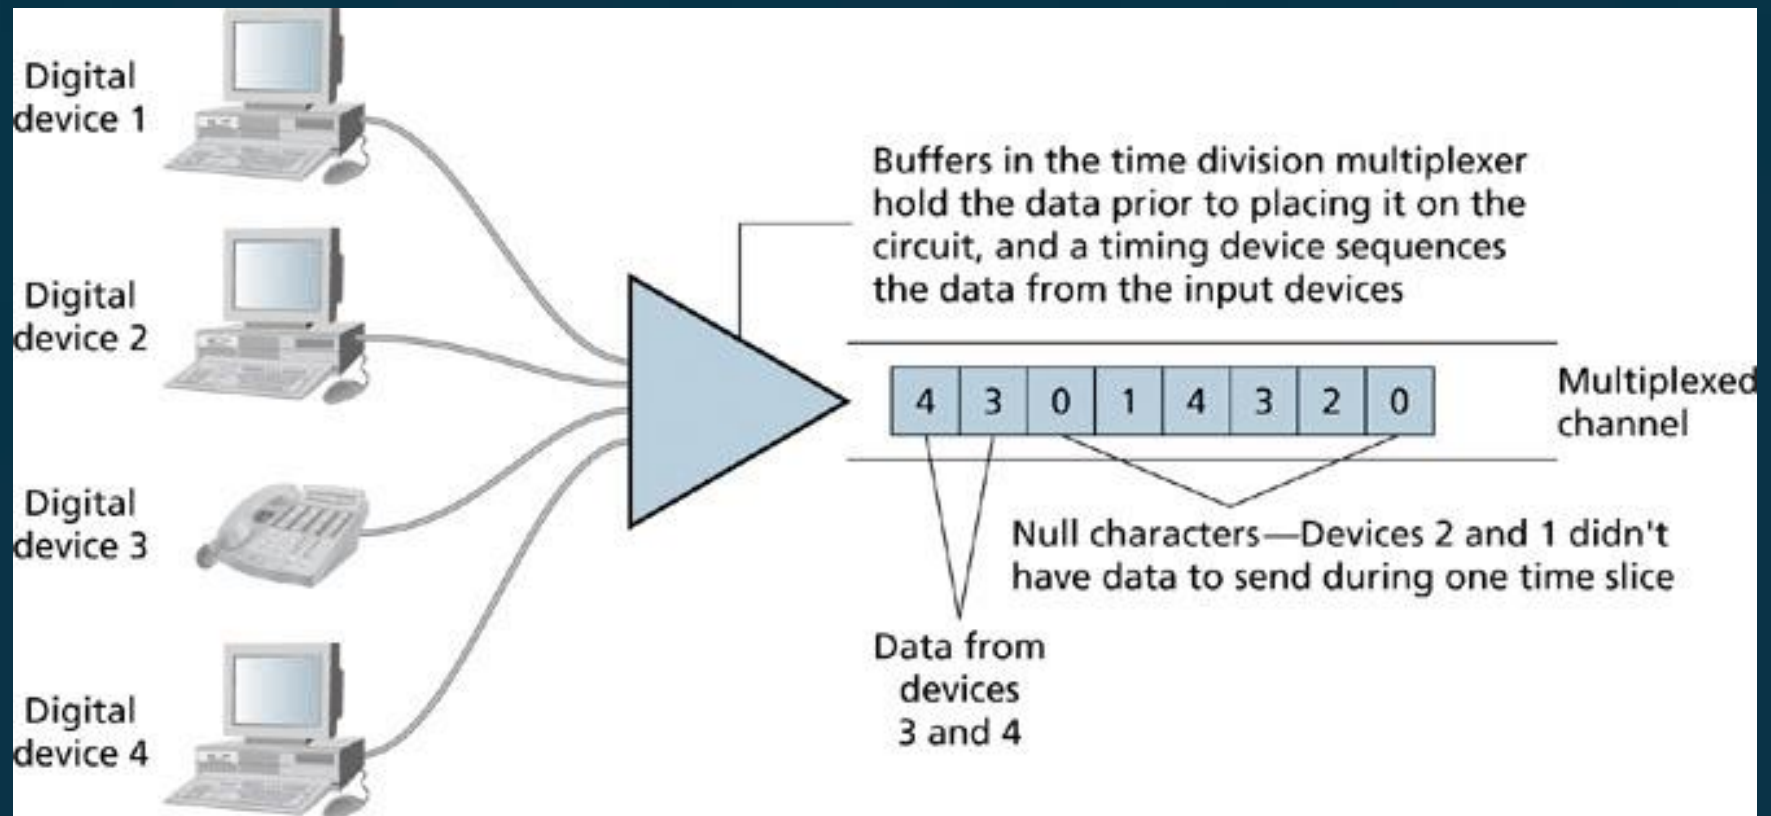 Digital
device 1
Digital
device 2
Digital
device 3
Digital
device 4
Buffers in the time division multiplexer
hold the data prior to placing it on the
circuit, and a timing device sequences
the data from the input devices
4 3 0 1 4 3 2 0
Multiplexed
channel
Null characters—Devices 2 and 1 didn't
have data to send during one time slice
Data from
devices
3 and 4